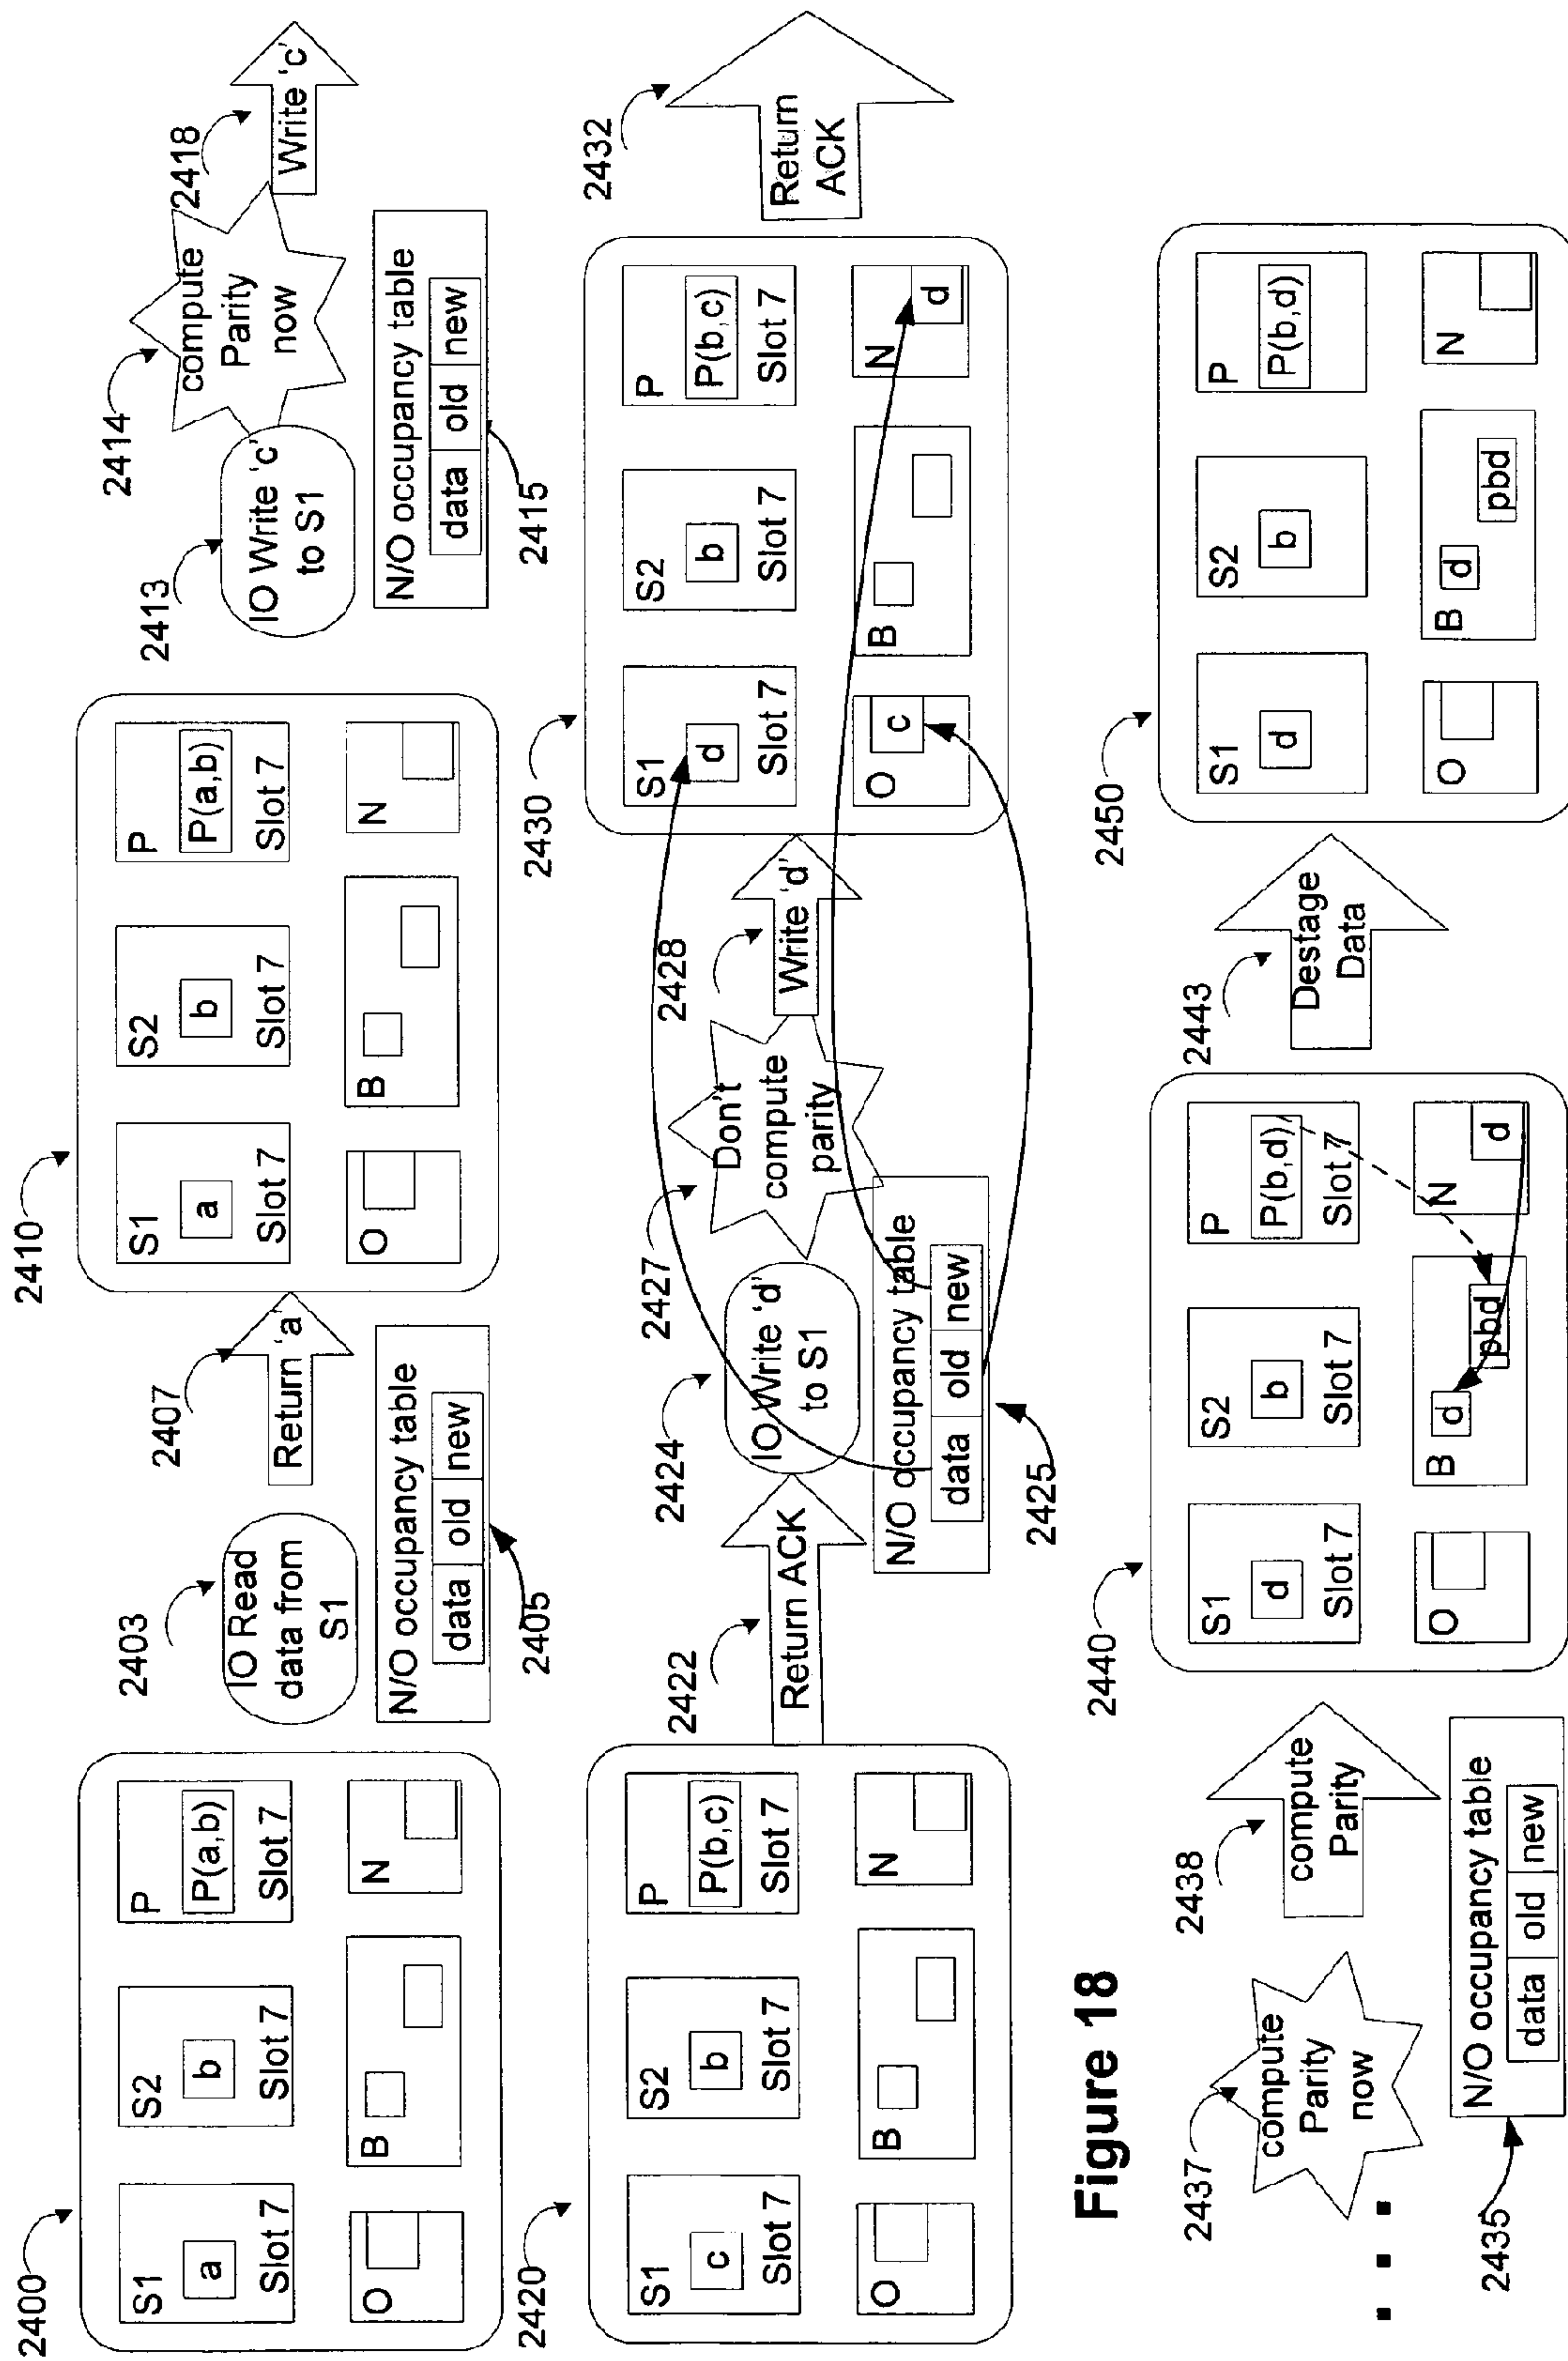 2400
S1
a
Slot 7
S2
b
Slot 7
P
P(a,b)
Slot 7
O
B
N
2403
IO Read
data from
S1
N/O occupancy table
data old new
2405
2407
Return 'a
2410
S1
a
Slot 7
S2
b
Slot 7
P
P(a,b)
Slot 7
O
B
N
2413
IO Write 'c'
to S1
2414
compute
Parity
now
N/O occupancy table
data old new
2415
2418
Write 'c'
2420
S1
c
Slot 7
S2
b
Slot 7
P
P(b,c)
Slot 7
O
B
N
2422
Return ACK
2424
IO Write 'd'
to S1
N/O occupancy table
data old new
2425
2427
Don't
compute
parity
2428
Write 'd'
2430
S1
d
Slot 7
S2
b
Slot 7
P
P(b,c)
Slot 7
O
c
B
N
d
2432
Return
ACK
Figure 18
2437
compute
Parity
now
N/O occupancy table
data old new
2435
2438
compute
Parity
2440
S1
d
Slot 7
S2
b
Slot 7
P
P(b,d)
Slot 7
O
B
d
pbd
N
d
2443
Destage
Data
2450
S1
d
S2
b
P
P(b,d)
O
B
d
pbd
N